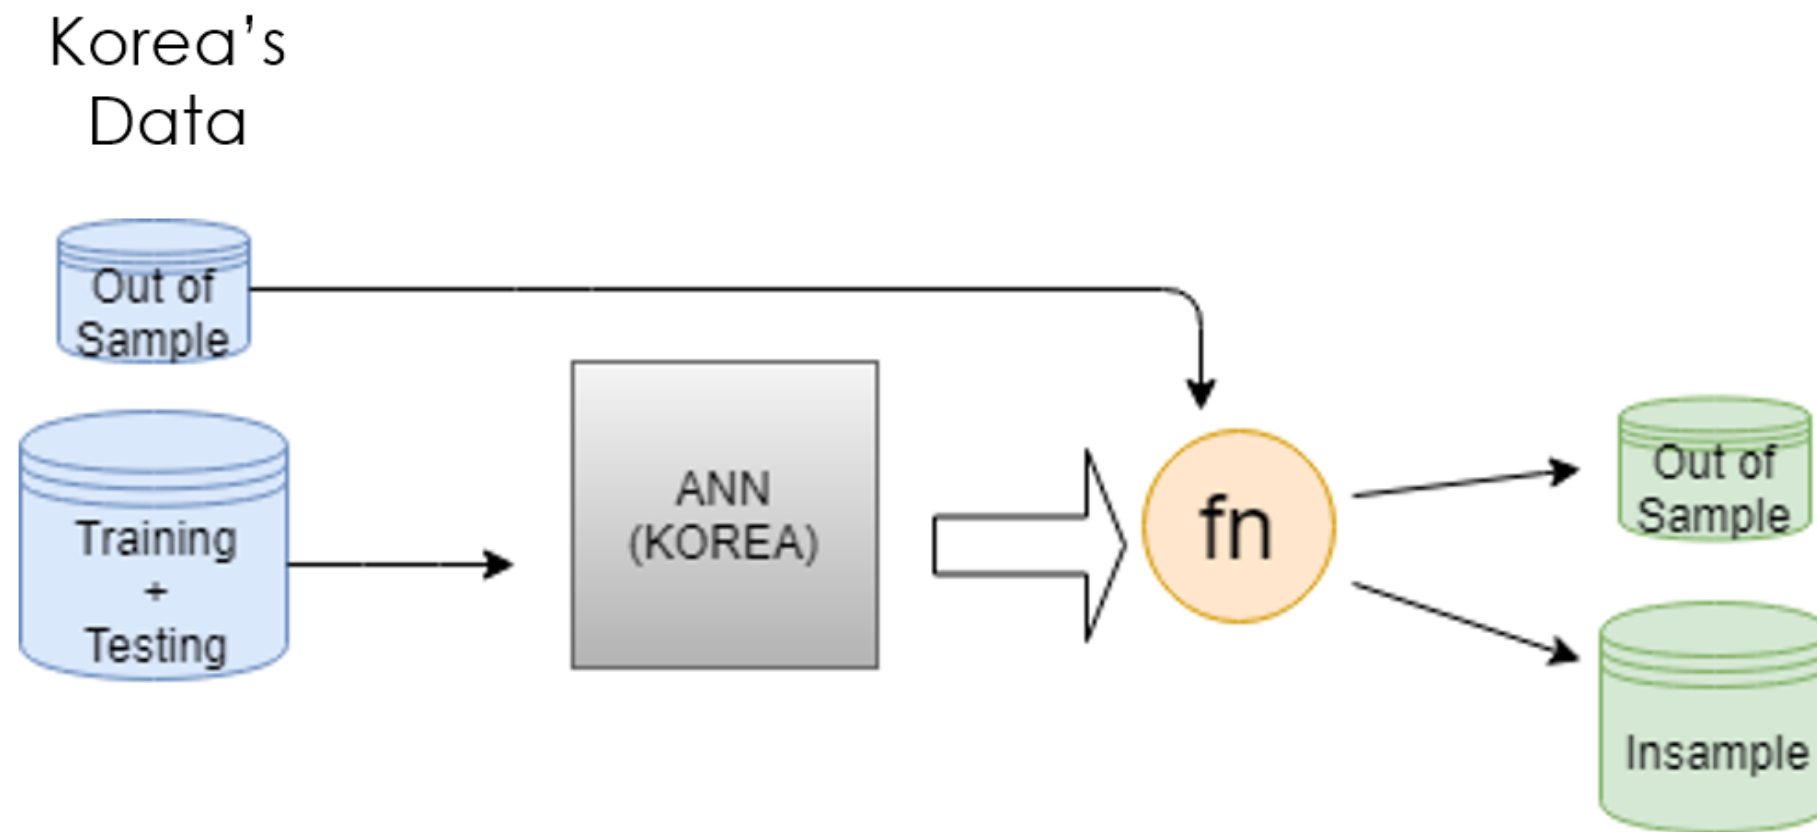 Korea’s
Data
Out of
Sample
Training
+
Testing
ANN
(KOREA)
fn
Out of
Sample
Insample